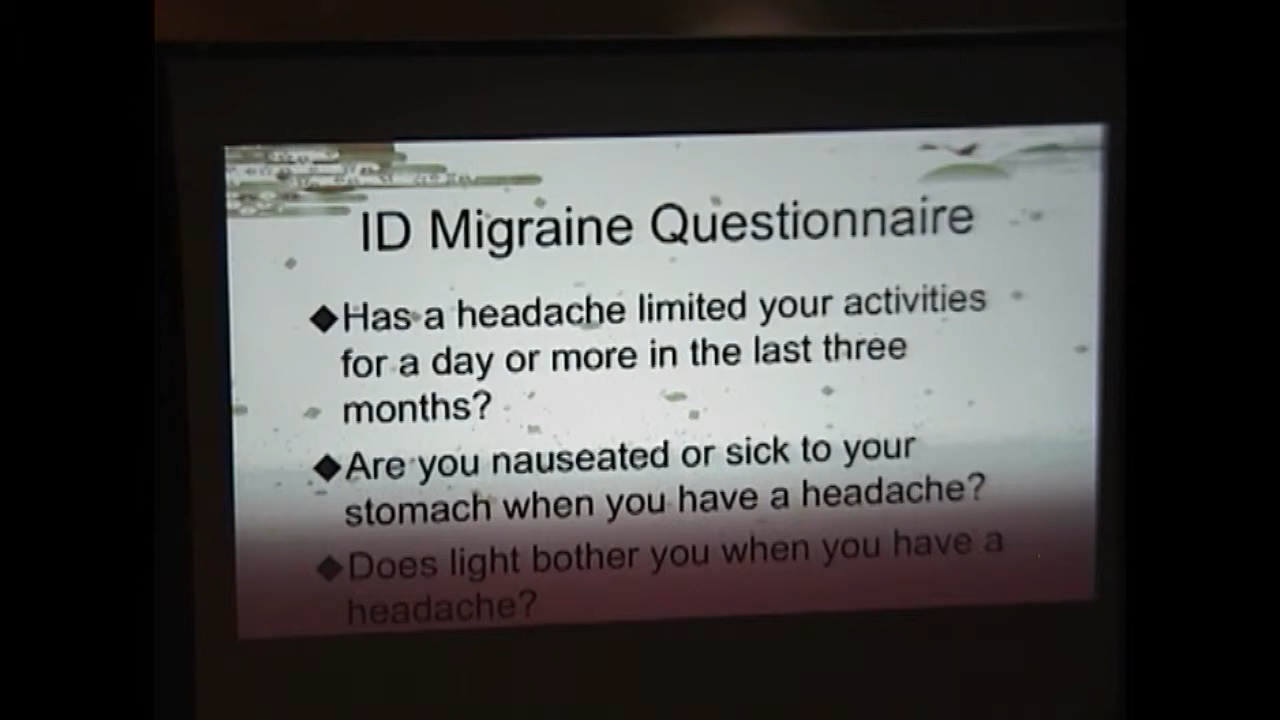 ID Migraine Questionnaire
◆Has a headache limited your activities
for a day or more in the last three
months?
◆Are you nauseated or sick to your
stomach when you have a headache?
◆Does light bother you when you have a
headache?